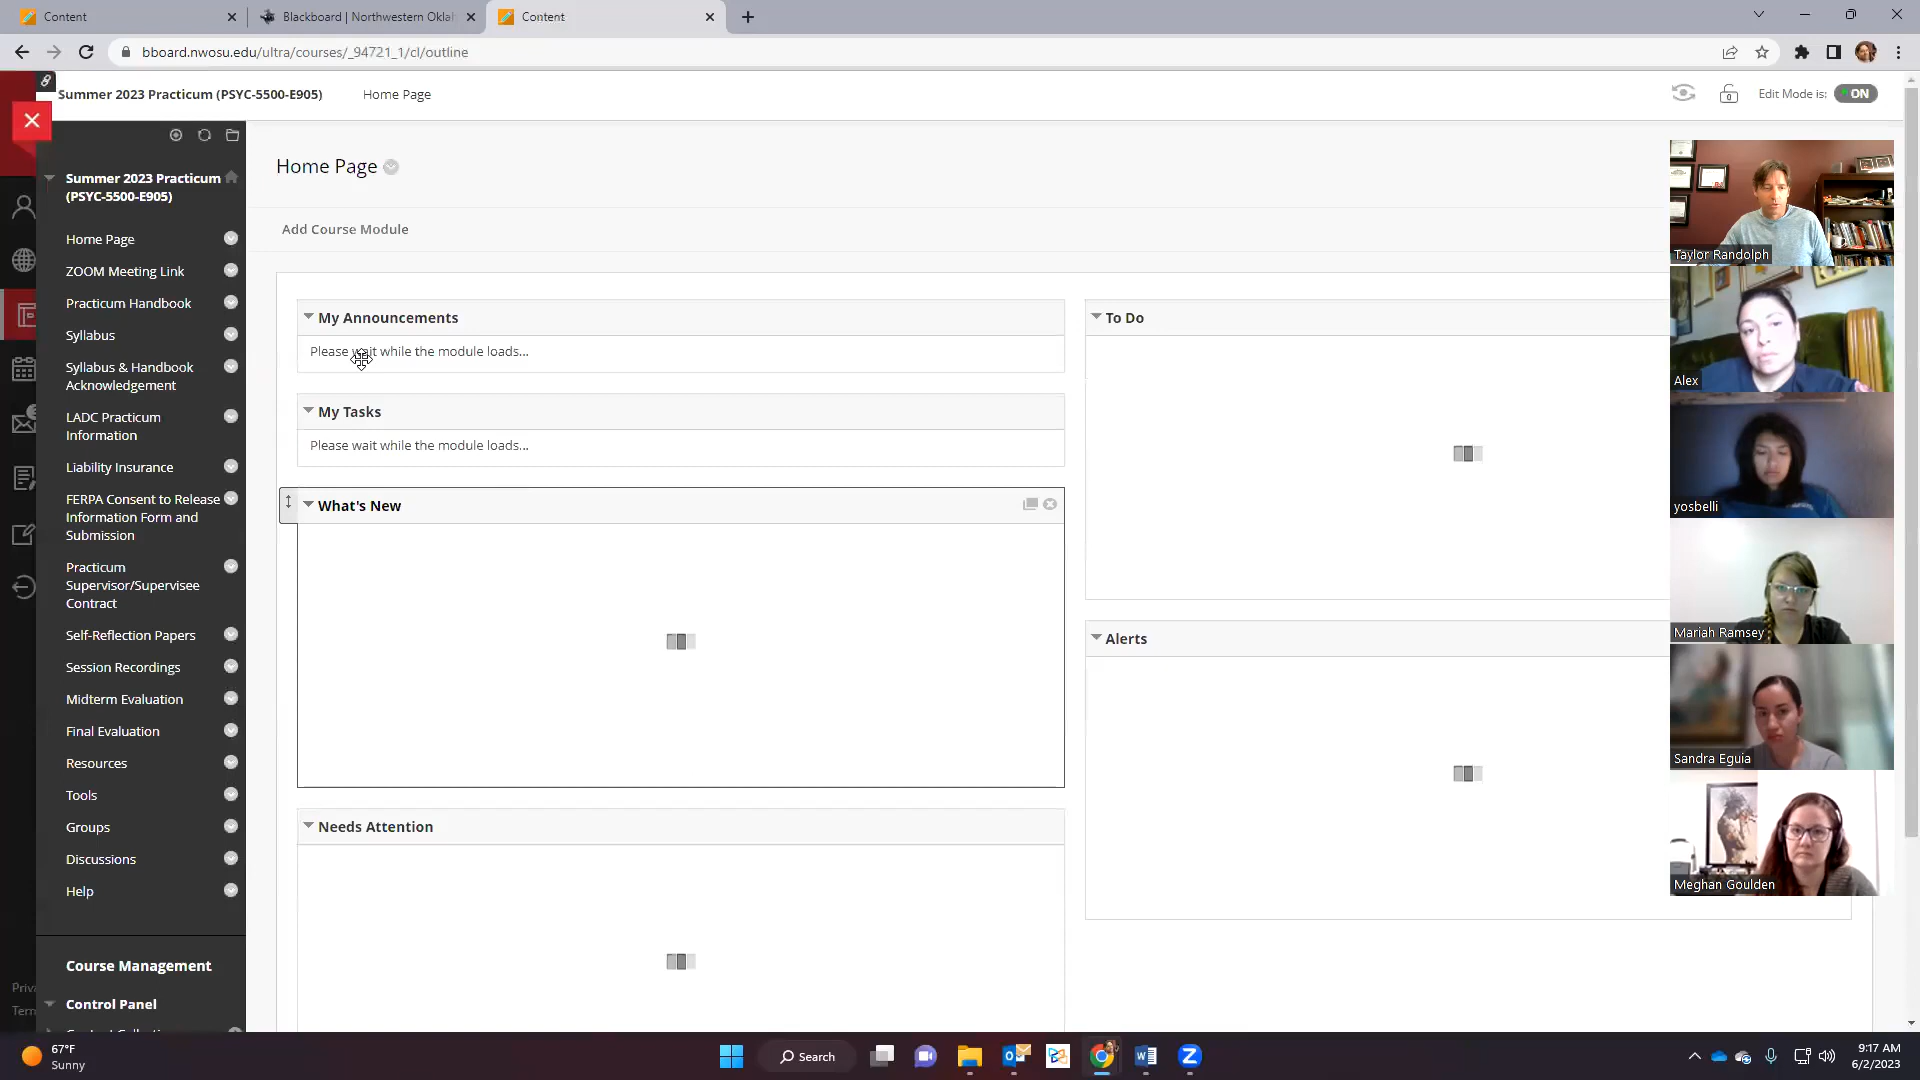 Content
Blackboard | Northwestern Oklah
Content
bboard.nwosu.edu/ultra/courses/_94721_1/cl/outline
Summer 2023 Practicum (PSYC-5500-E905)
Home Page
Edit Mode is:
ON
Summer 2023 Practicum
(PSYC-5500-E905)
Home Page
ZOOM Meeting Link
Practicum Handbook
Syllabus
Syllabus & Handbook
Acknowledgement
LADC Practicum
Information
Liability Insurance
FERPA Consent to Release
Information Form and
Submission
Practicum
Supervisor/Supervisee
Contract
Self-Reflection Papers
Session Recordings
Midterm Evaluation
Final Evaluation
Resources
Tools
Groups
Discussions
Help
Course Management
Control Panel
Priva
Term
Home Page
Add Course Module
My Announcements
Please wait while the module loads...
My Tasks
Please wait while the module loads...
What's New
Needs Attention
To Do
Alerts
Taylor Randolph
Alex
yosbelli
Mariah Ramsey
Sandra Eguia
Meghan Goulden
67°F
Sunny
Search
9:17 AM
6/2/2023